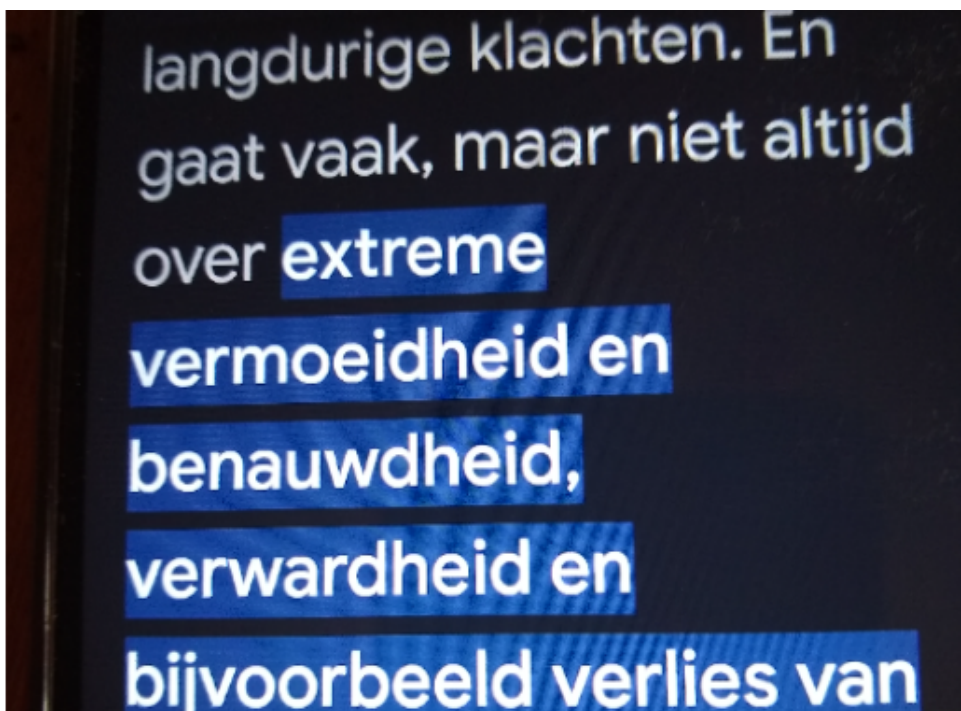 langdurige klachten. En
gaat vaak, maar niet altijd
over extreme
vermoeidheid en
benauwdheid,
verwardheid en
bijvoorbeeld verlies van